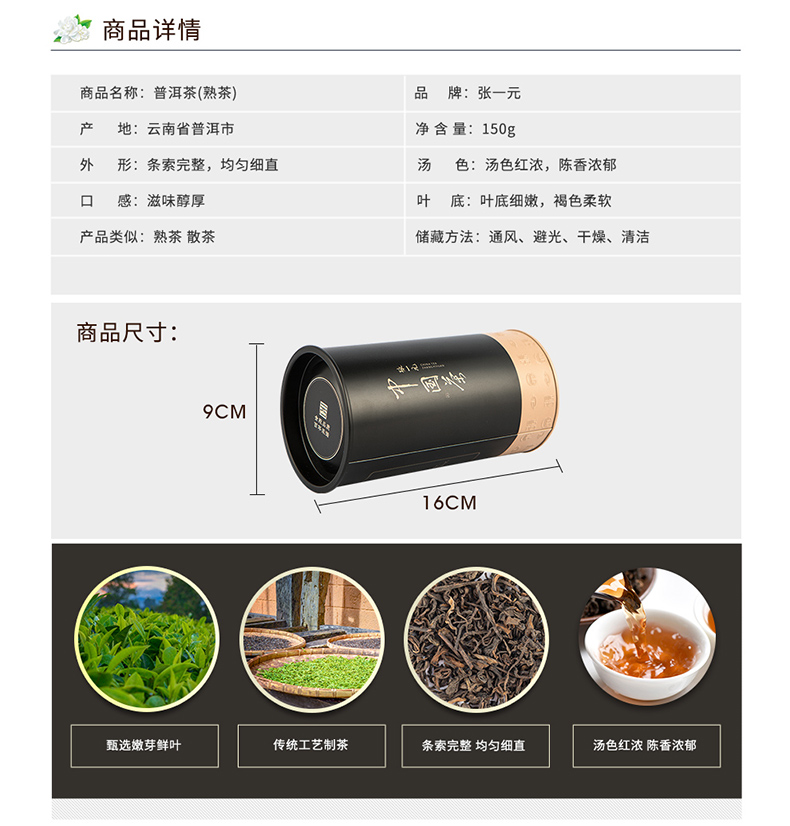 商品详情
商品名称：普洱茶(熟茶)
品 牌：张一元
产 地：云南省普洱市
净 含 量：150g
外 形：条索完整，均匀细直
汤 色：汤色红浓，陈香浓郁
口 感：滋味醇厚
叶 底：叶底细嫩，褐色柔软
产品类似：熟茶 散茶
储藏方法：通风、避光、干燥、清洁
商品尺寸：
9CM
张一元
中国茶
16CM
甄选嫩芽鲜叶
传统工艺制茶
条索完整 均匀细直
汤色红浓 陈香浓郁